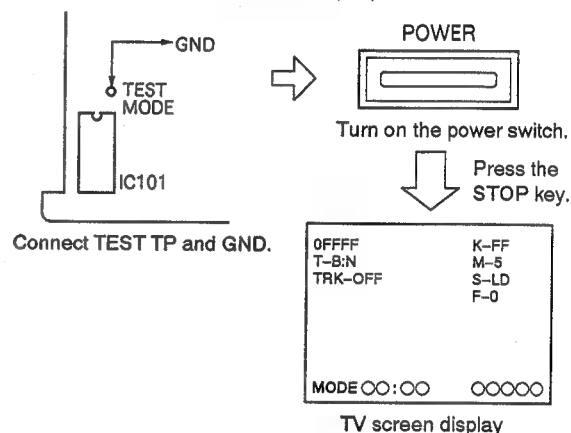 GND
TEST
MODE
IC101
Connect TEST TP and GND.
POWER
Turn on the power switch.
Press the
STOP key.
0FFFF K–FF
T–B:N M–5
TRK–OFF S–LD
F–0
MODE ○○:○○ ○○○○○
TV screen display